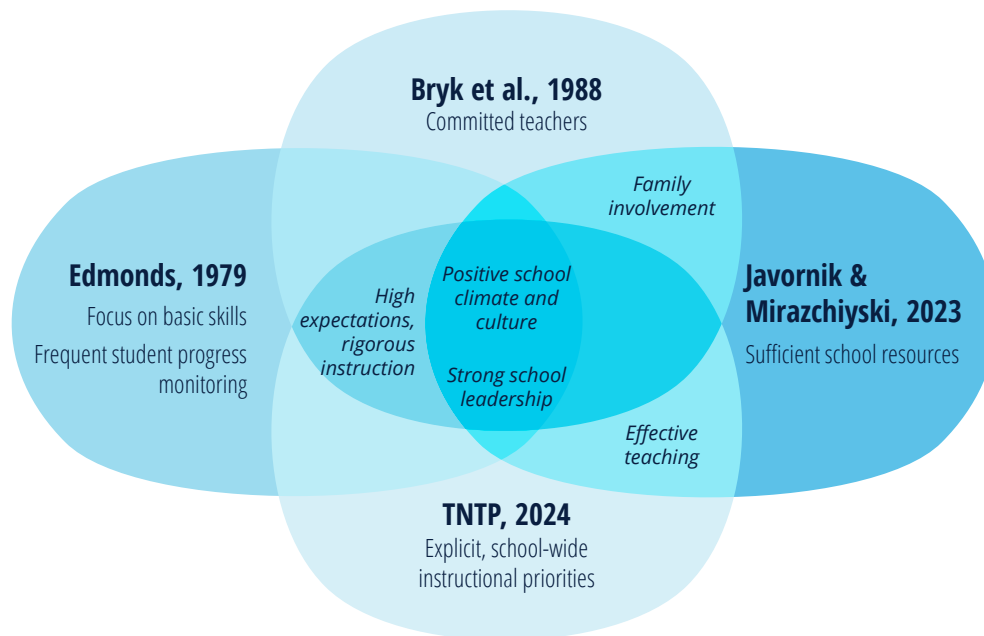 Bryk et al., 1988
Committed teachers
Family
involvement
Edmonds, 1979
Focus on basic skills
Frequent student progress
monitoring
High
expectations,
rigorous
instruction
Positive school
climate and
culture
Strong school
leadership
Javornik &
Mirazchiyski, 2023
Sufficient school resources
Effective
teaching
TNTP, 2024
Explicit, school-wide
instructional priorities